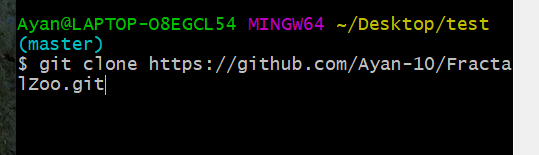 Ayan@LAPTOP-O8EGCL54 MINGW64 ~/Desktop/test
(master)
$ git clone https://github.com/Ayan-10/Fracta
lZoo.git